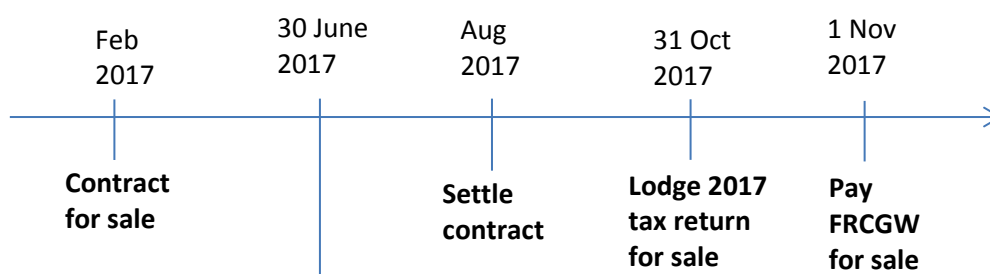 Feb
2017
30 June
2017
Aug
2017
31 Oct
2017
1 Nov
2017
Contract
for sale
Settle
contract
Lodge 2017
tax return
for sale
Pay
FRCGW
for sale